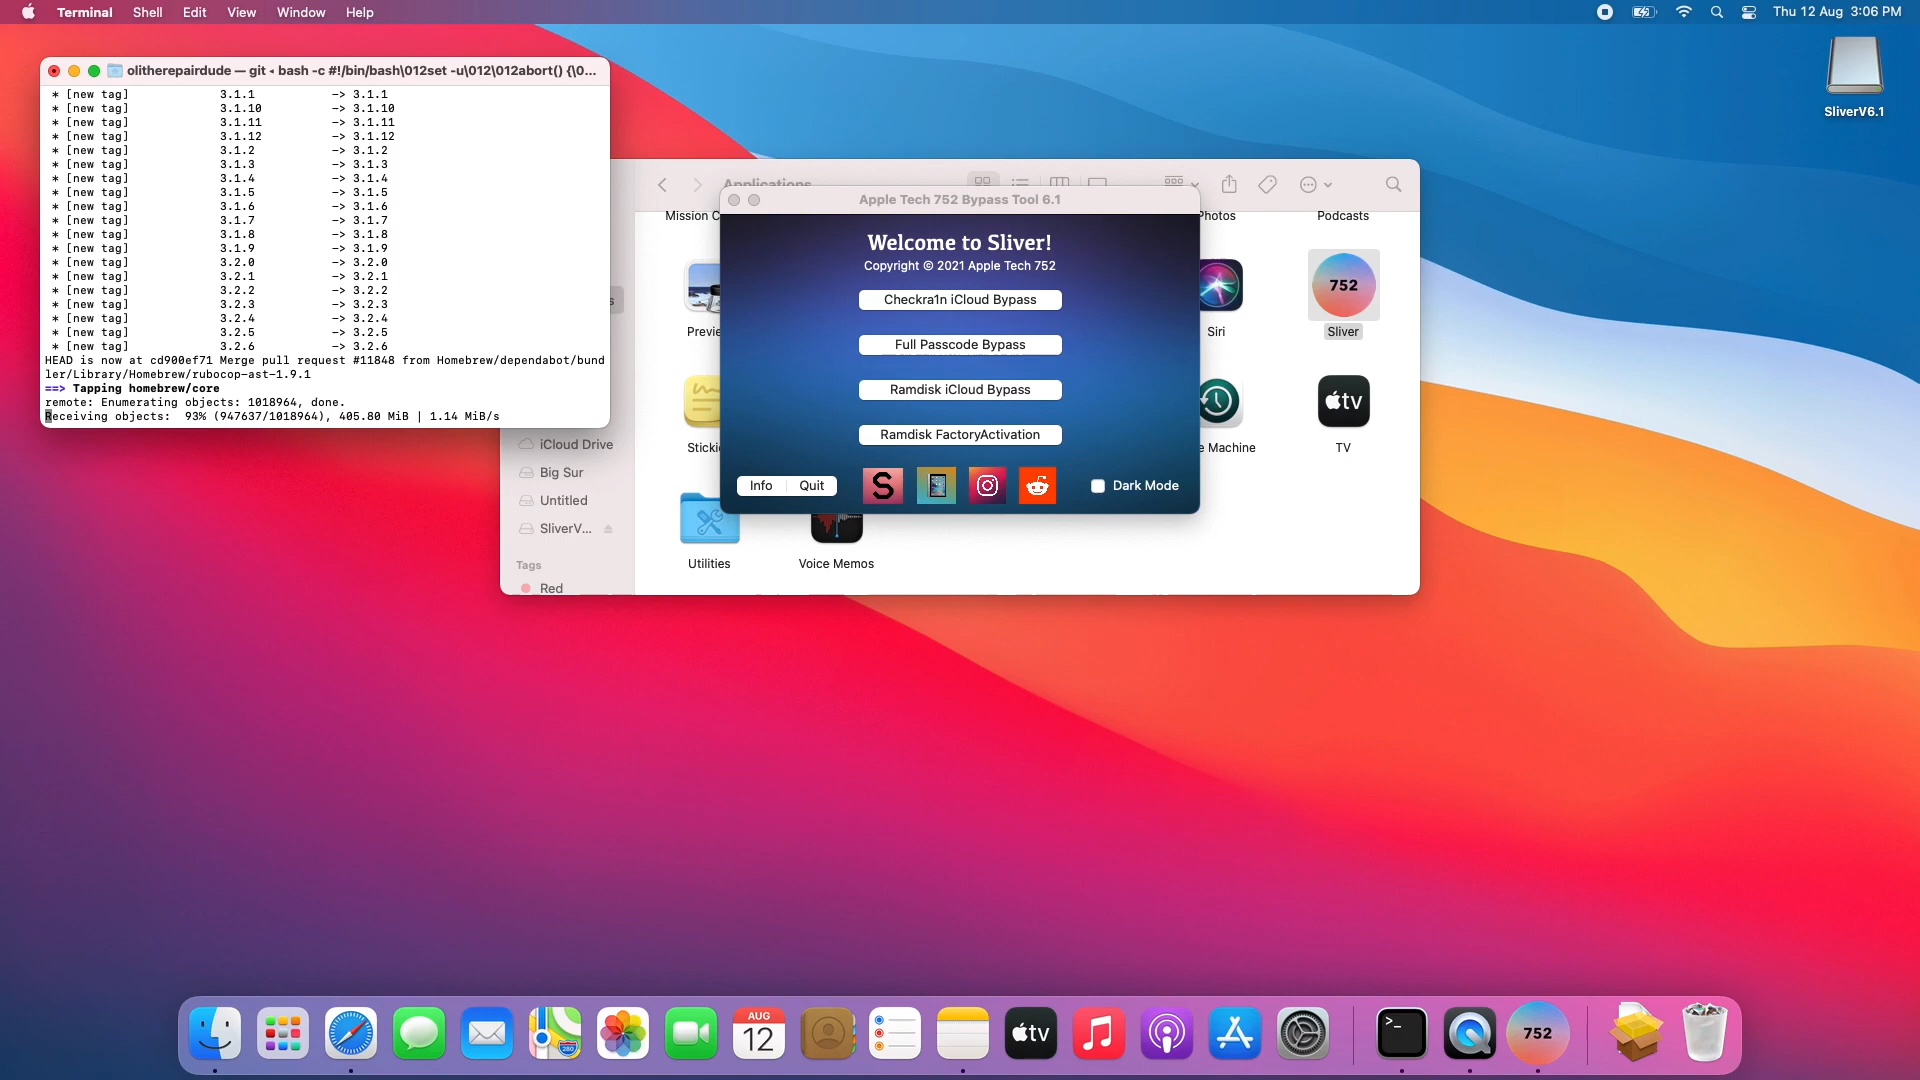 Terminal Shell Edit View Window Help
Thu 12 Aug 3:06 PM
SliverV6.1
olitherepairdude — git ◂ bash -c #!/bin/bash\012set -u\012\012abort() {\0...
* [new tag] 3.1.1 -> 3.1.1
* [new tag] 3.1.10 -> 3.1.10
* [new tag] 3.1.11 -> 3.1.11
* [new tag] 3.1.12 -> 3.1.12
* [new tag] 3.1.2 -> 3.1.2
* [new tag] 3.1.3 -> 3.1.3
* [new tag] 3.1.4 -> 3.1.4
* [new tag] 3.1.5 -> 3.1.5
* [new tag] 3.1.6 -> 3.1.6
* [new tag] 3.1.7 -> 3.1.7
* [new tag] 3.1.8 -> 3.1.8
* [new tag] 3.1.9 -> 3.1.9
* [new tag] 3.2.0 -> 3.2.0
* [new tag] 3.2.1 -> 3.2.1
* [new tag] 3.2.2 -> 3.2.2
* [new tag] 3.2.3 -> 3.2.3
* [new tag] 3.2.4 -> 3.2.4
* [new tag] 3.2.5 -> 3.2.5
* [new tag] 3.2.6 -> 3.2.6
HEAD is now at cd900ef71 Merge pull request #11848 from Homebrew/dependabot/bund
ler/Library/Homebrew/rubocop-ast-1.9.1
==> Tapping homebrew/core
remote: Enumerating objects: 1018964, done.
Receiving objects: 93% (947637/1018964), 405.80 MiB | 1.14 MiB/s
Applications
Mission C
Photos
Podcasts
Previe
Siri
Sliver
752
Sticki
e Machine
TV
tv
Utilities
Voice Memos
s
iCloud Drive
Big Sur
Untitled
SliverV...
Tags
Red
Apple Tech 752 Bypass Tool 6.1
Welcome to Sliver!
Copyright © 2021 Apple Tech 752
Checkra1n iCloud Bypass
Full Passcode Bypass
Ramdisk iCloud Bypass
Ramdisk FactoryActivation
Info Quit
S
Dark Mode
280
AUG
12
tv
>_
752